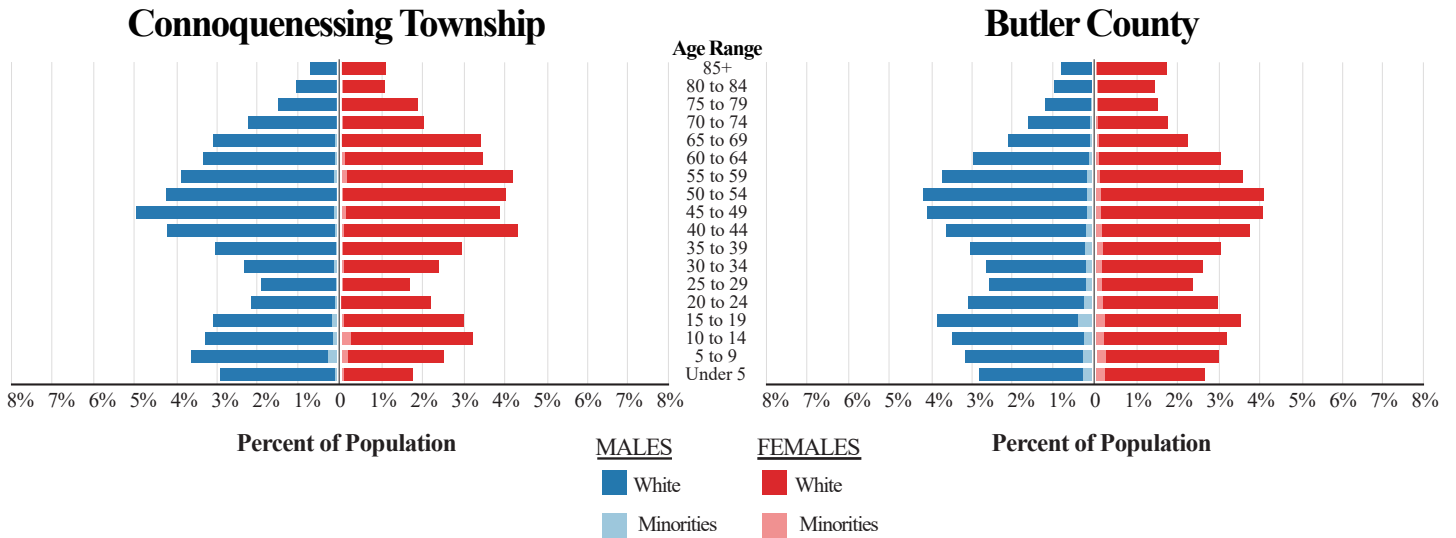 Connoquenessing Township
Butler County
Age Range
85+
80 to 84
75 to 79
70 to 74
65 to 69
60 to 64
55 to 59
50 to 54
45 to 49
40 to 44
35 to 39
30 to 34
25 to 29
20 to 24
15 to 19
10 to 14
5 to 9
Under 5
8% 7% 6% 5% 4% 3% 2% 1% 0 1% 2% 3% 4% 5% 6% 7% 8%
8% 7% 6% 5% 4% 3% 2% 1% 0 1% 2% 3% 4% 5% 6% 7% 8%
Percent of Population
Percent of Population
MALES
White
Minorities
FEMALES
White
Minorities